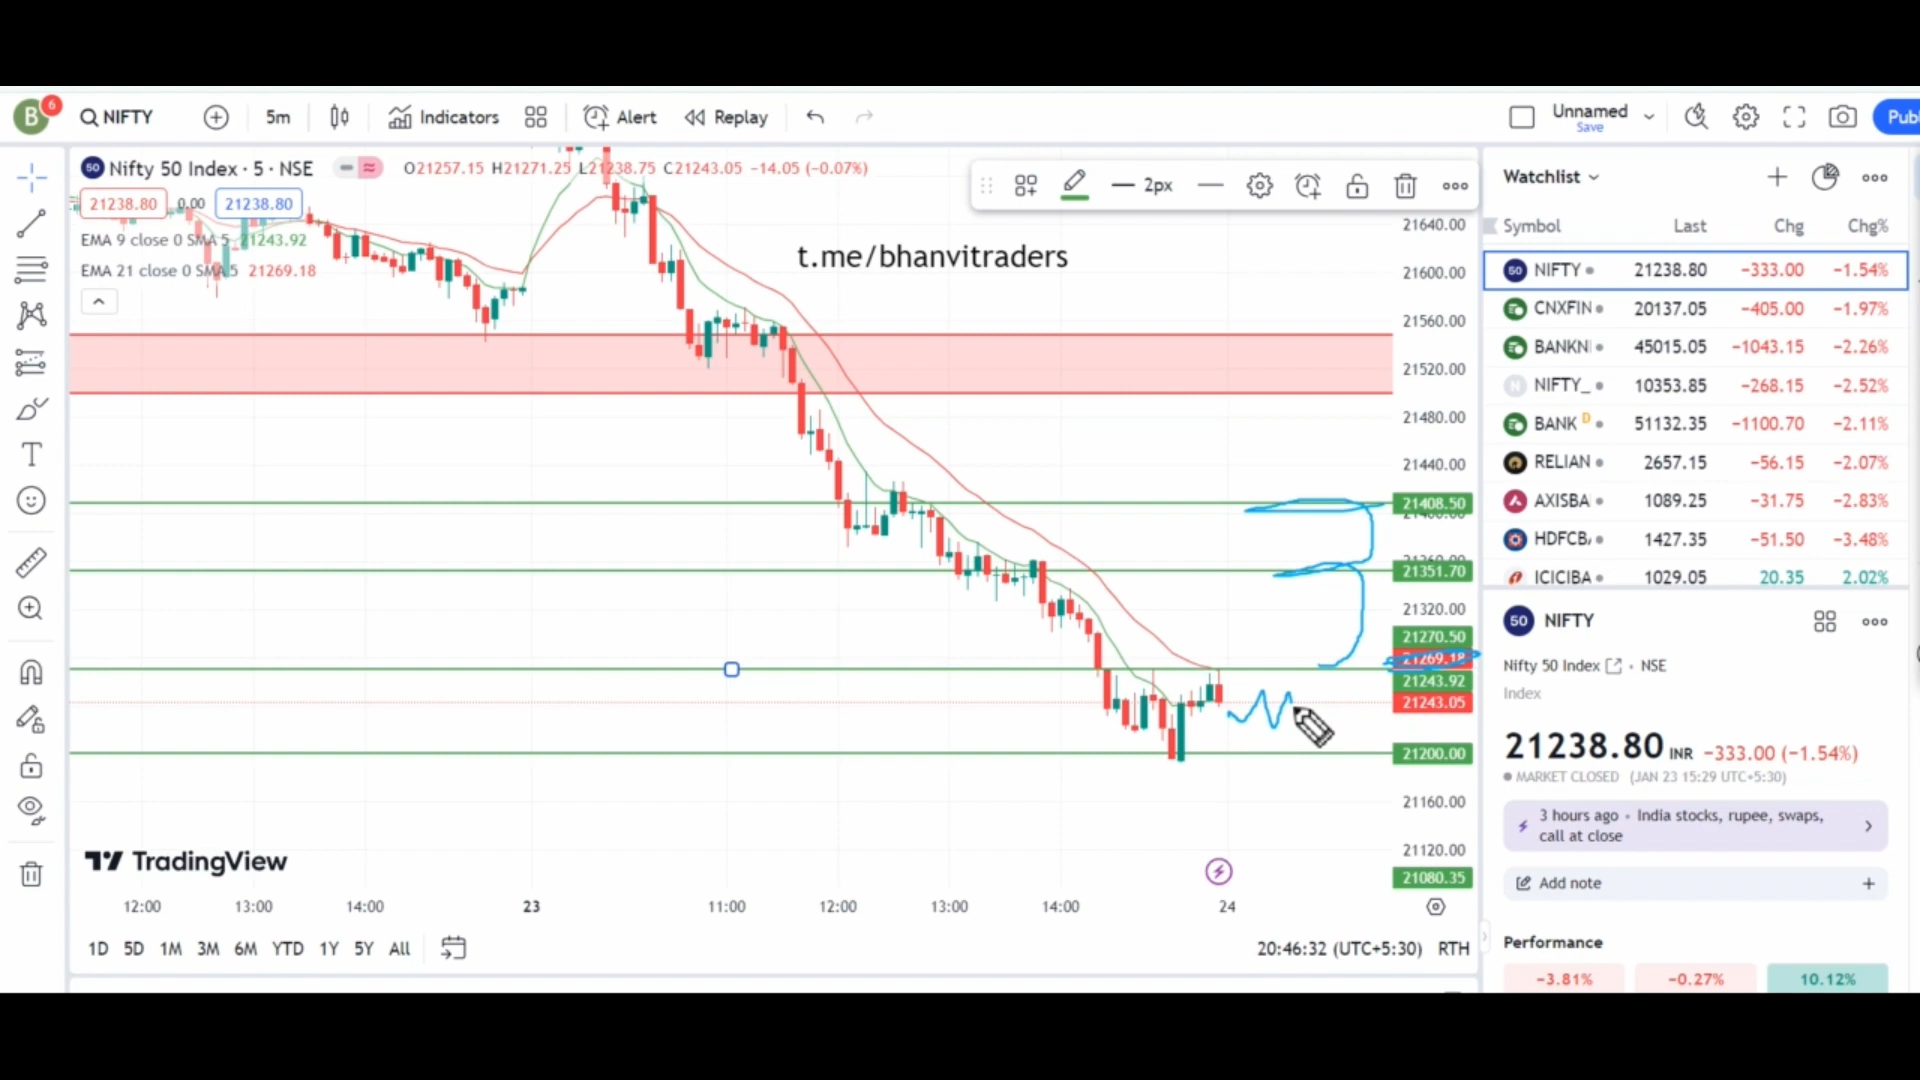 B 6 NIFTY 5m Indicators Alert Replay Unnamed Save Publ
50 Nifty 50 Index · 5 · NSE O21257.15 H21271.25 L21238.75 C21243.05 −14.05 (−0.07%)
21238.80 0.00 21238.80
EMA 9 close 0 SMA 5 21243.92
EMA 21 close 0 SMA 5 21269.18
2px
t.me/bhanvitraders
21640.00
21600.00
21560.00
21520.00
21480.00
21440.00
21408.50
21400.00
21360.00
21351.70
21320.00
21270.50
21269.18
21243.92
21243.05
21200.00
21160.00
21120.00
21080.35
TradingView
12:00 13:00 14:00 23 11:00 12:00 13:00 14:00 24
1D 5D 1M 3M 6M YTD 1Y 5Y All 20:46:32 (UTC+5:30) RTH
Watchlist
Symbol Last Chg Chg%
50 NIFTY 21238.80 −333.00 −1.54%
CNXFIN 20137.05 −405.00 −1.97%
BANKNI 45015.05 −1043.15 −2.26%
N NIFTY_ 10353.85 −268.15 −2.52%
BANK D 51132.35 −1100.70 −2.11%
RELIAN 2657.15 −56.15 −2.07%
AXISBA 1089.25 −31.75 −2.83%
HDFCB 1427.35 −51.50 −3.48%
ICICIBA 1029.05 20.35 2.02%
50 NIFTY
Nifty 50 Index · NSE
Index
21238.80 INR −333.00 (−1.54%)
MARKET CLOSED (JAN 23 15:29 UTC+5:30)
3 hours ago · India stocks, rupee, swaps,
call at close
Add note
Performance
−3.81% −0.27% 10.12%